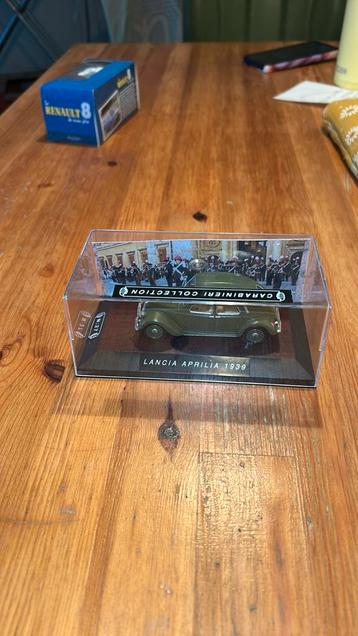 RENAULT 8
CARABINIERI COLLECTION
LANCIA APRILIA 1939